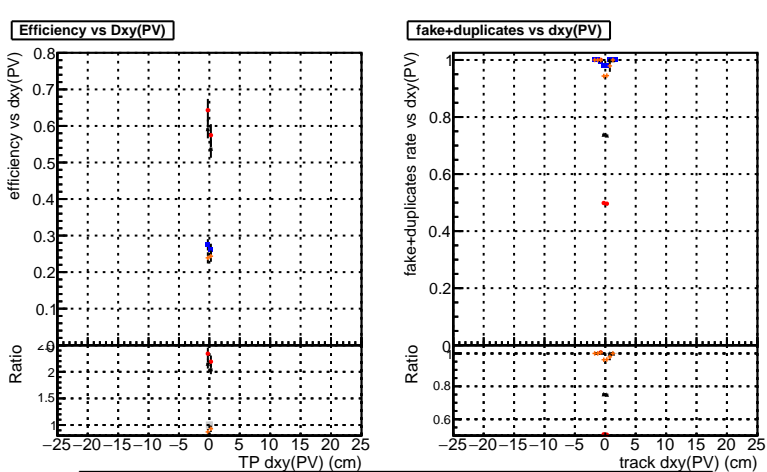 Efficiency vs Dxy(PV)
efficiency vs dxy(PV)
0.8
0.7
0.6
0.5
0.4
0.3
0.2
0.1
0
Ratio
2
1.5
1
−25 −20 −15 −10 −5 0 5 10 15 20 25
TP dxy(PV) (cm)
fake+duplicates vs dxy(PV)
fake+duplicates rate vs dxy(PV)
1
0.8
0.6
0.4
0.2
0
Ratio
1
0.8
0.6
−25 −20 −15 −10 −5 0 5 10 15 20 25
track dxy(PV) (cm)